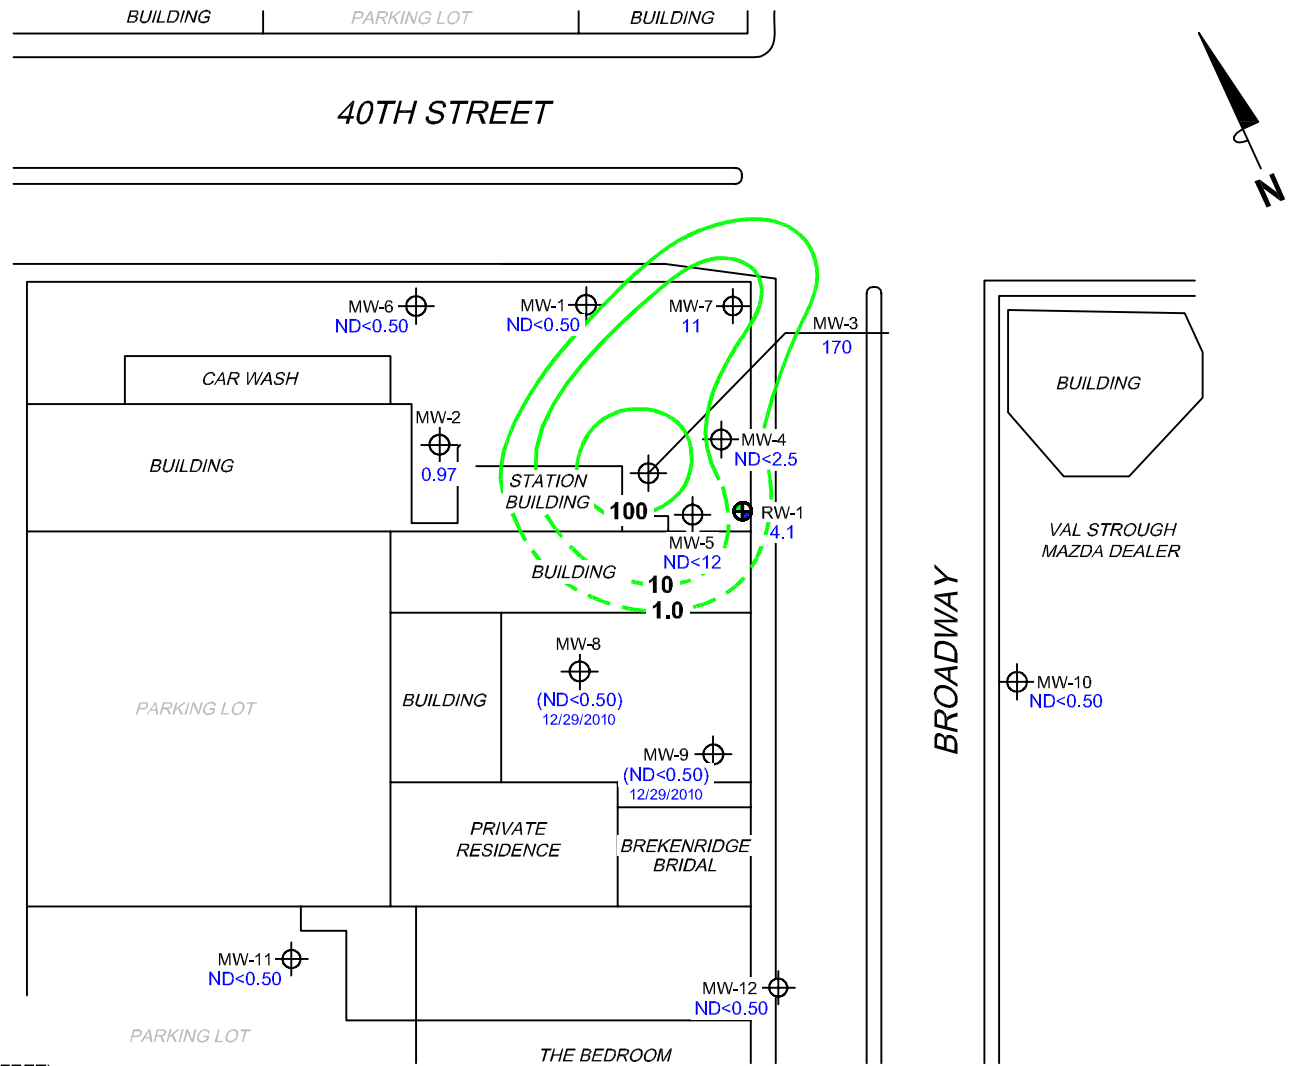 BUILDING
PARKING LOT
BUILDING
40TH STREET
N
MW-6
ND<0.50
MW-1
ND<0.50
MW-7
11
MW-3
170
CAR WASH
BUILDING
MW-2
0.97
BUILDING
MW-4
ND<2.5
STATION
BUILDING
100
RW-1
4.1
MW-5
ND<12
VAL STROUGH
MAZDA DEALER
BUILDING
10
1.0
BROADWAY
MW-8
(ND<0.50)
12/29/2010
BUILDING
PARKING LOT
MW-10
ND<0.50
MW-9
(ND<0.50)
12/29/2010
PRIVATE
RESIDENCE
BREKENRIDGE
BRIDAL
MW-11
ND<0.50
MW-12
ND<0.50
PARKING LOT
THE BEDROOM